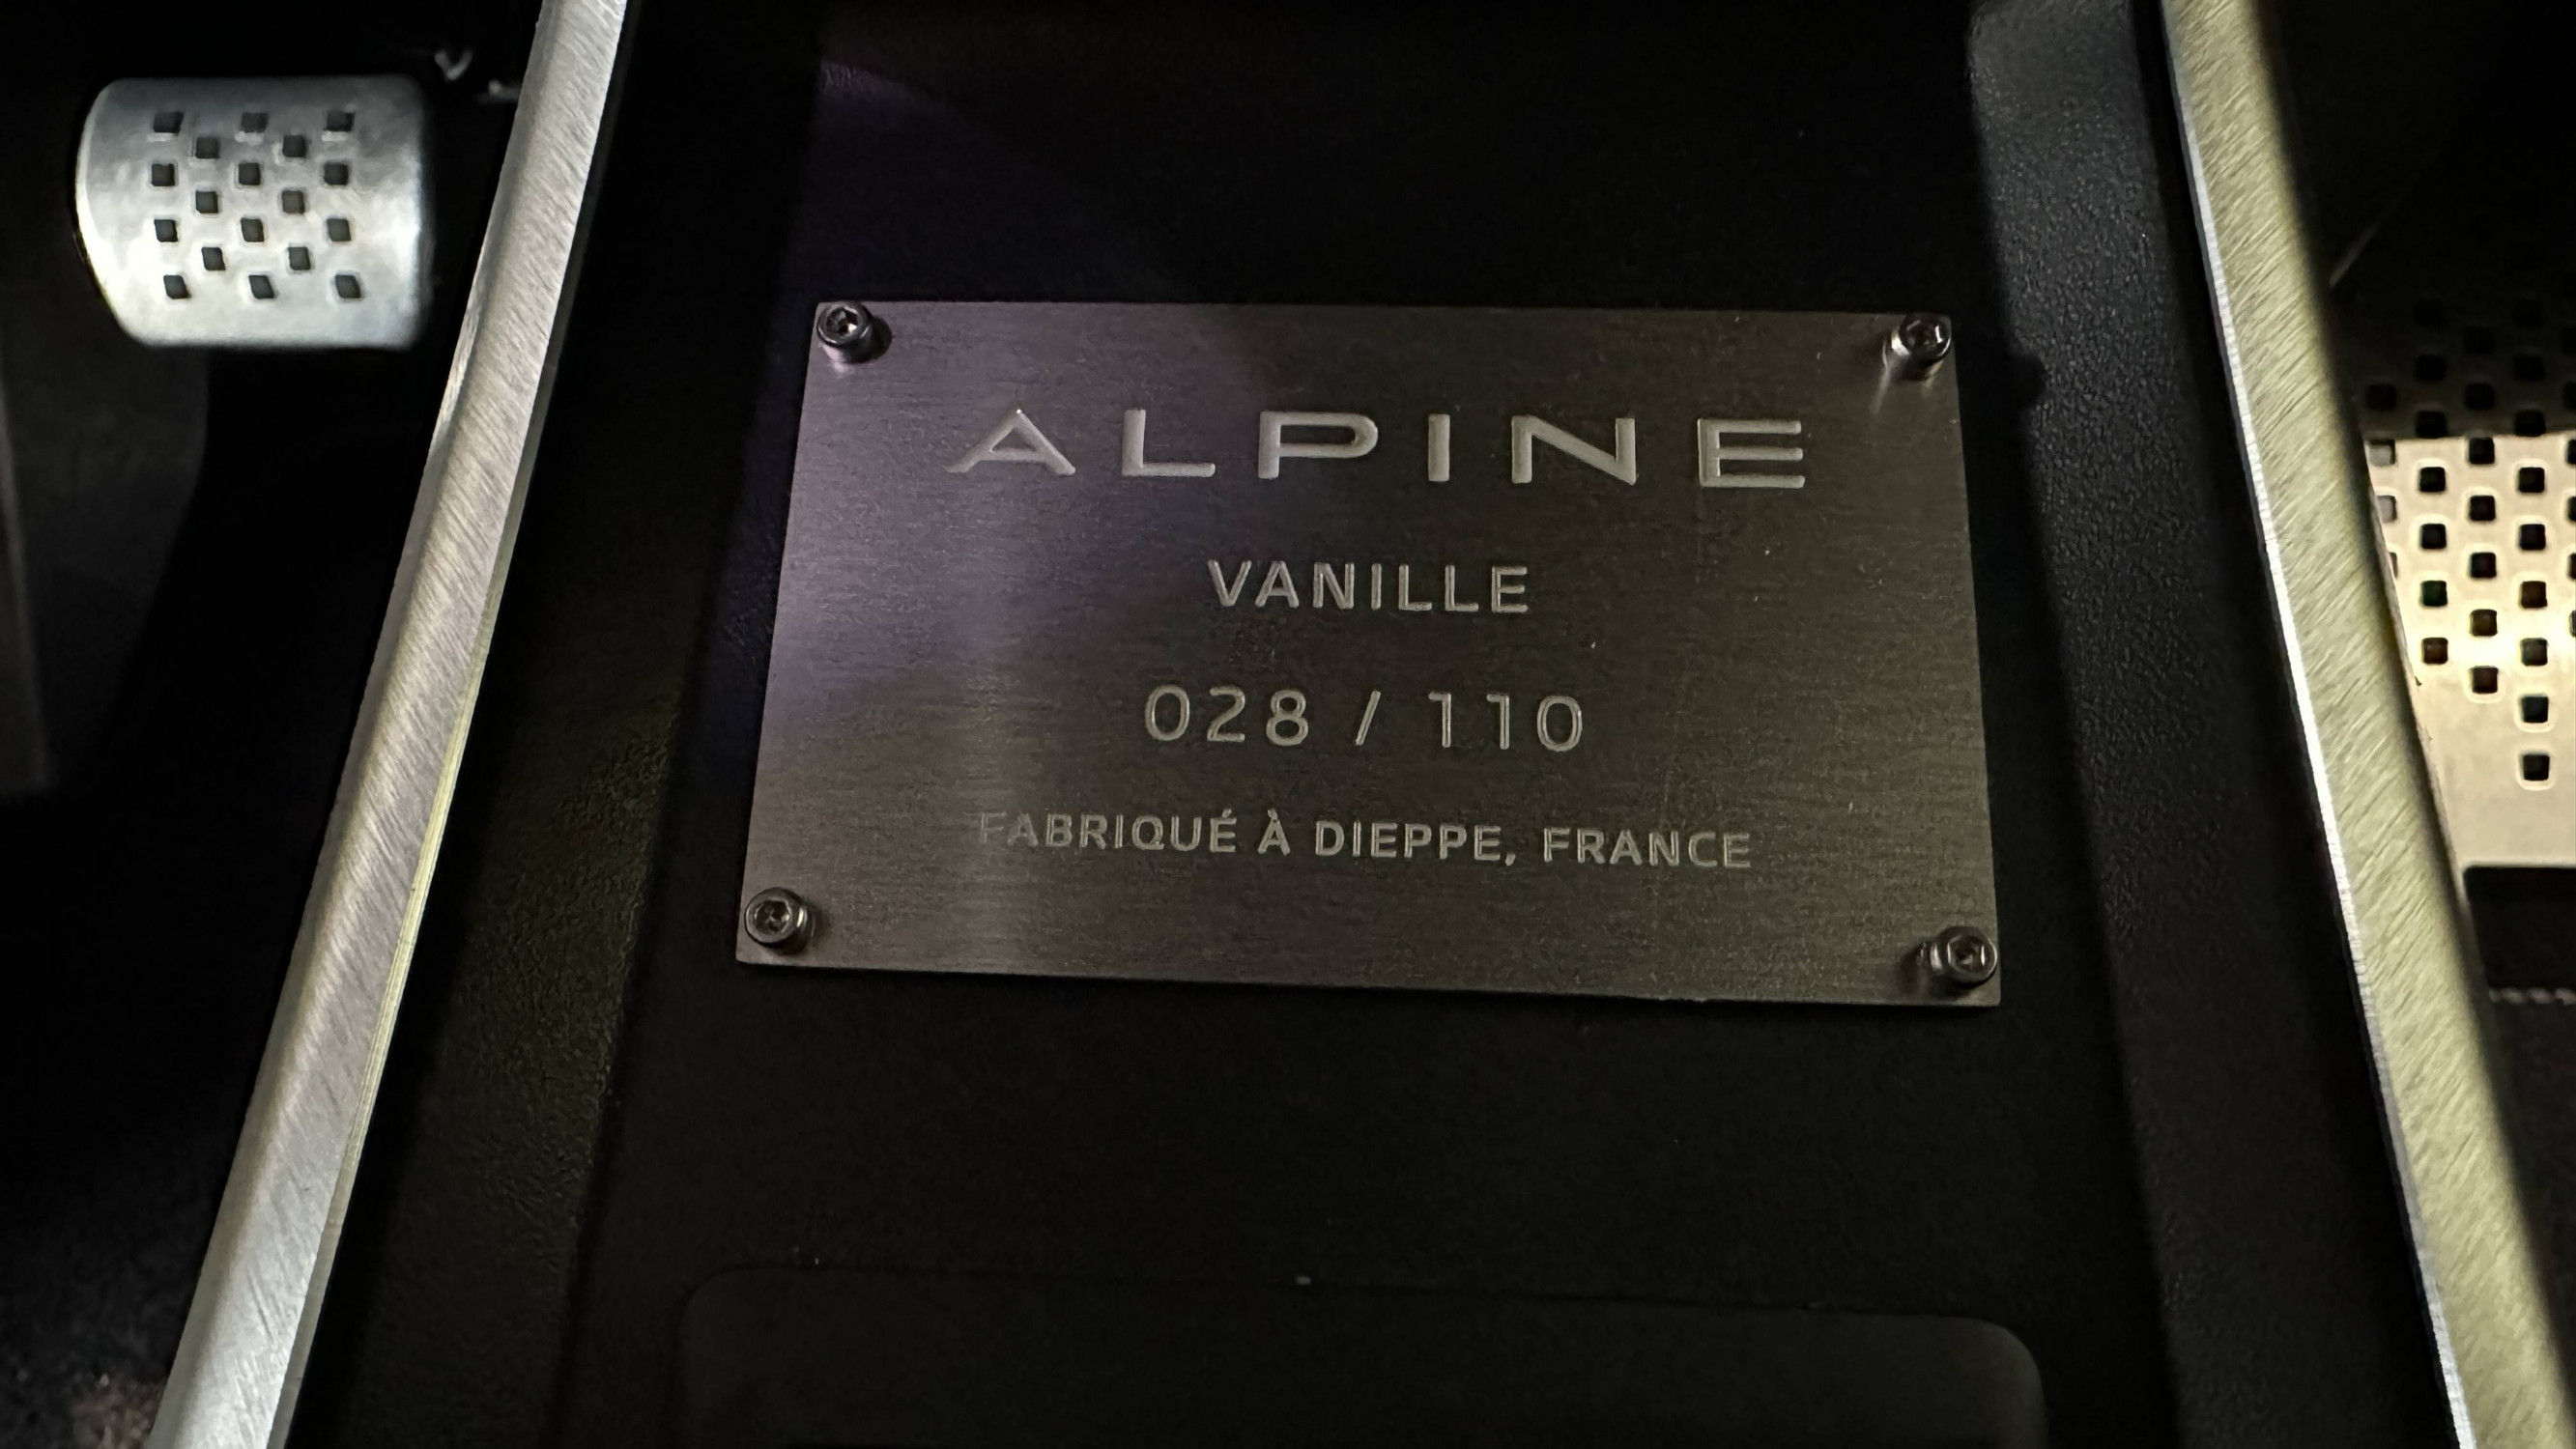 ALPINE
VANILLE
028 / 110
FABRIQUÉ À DIEPPE, FRANCE